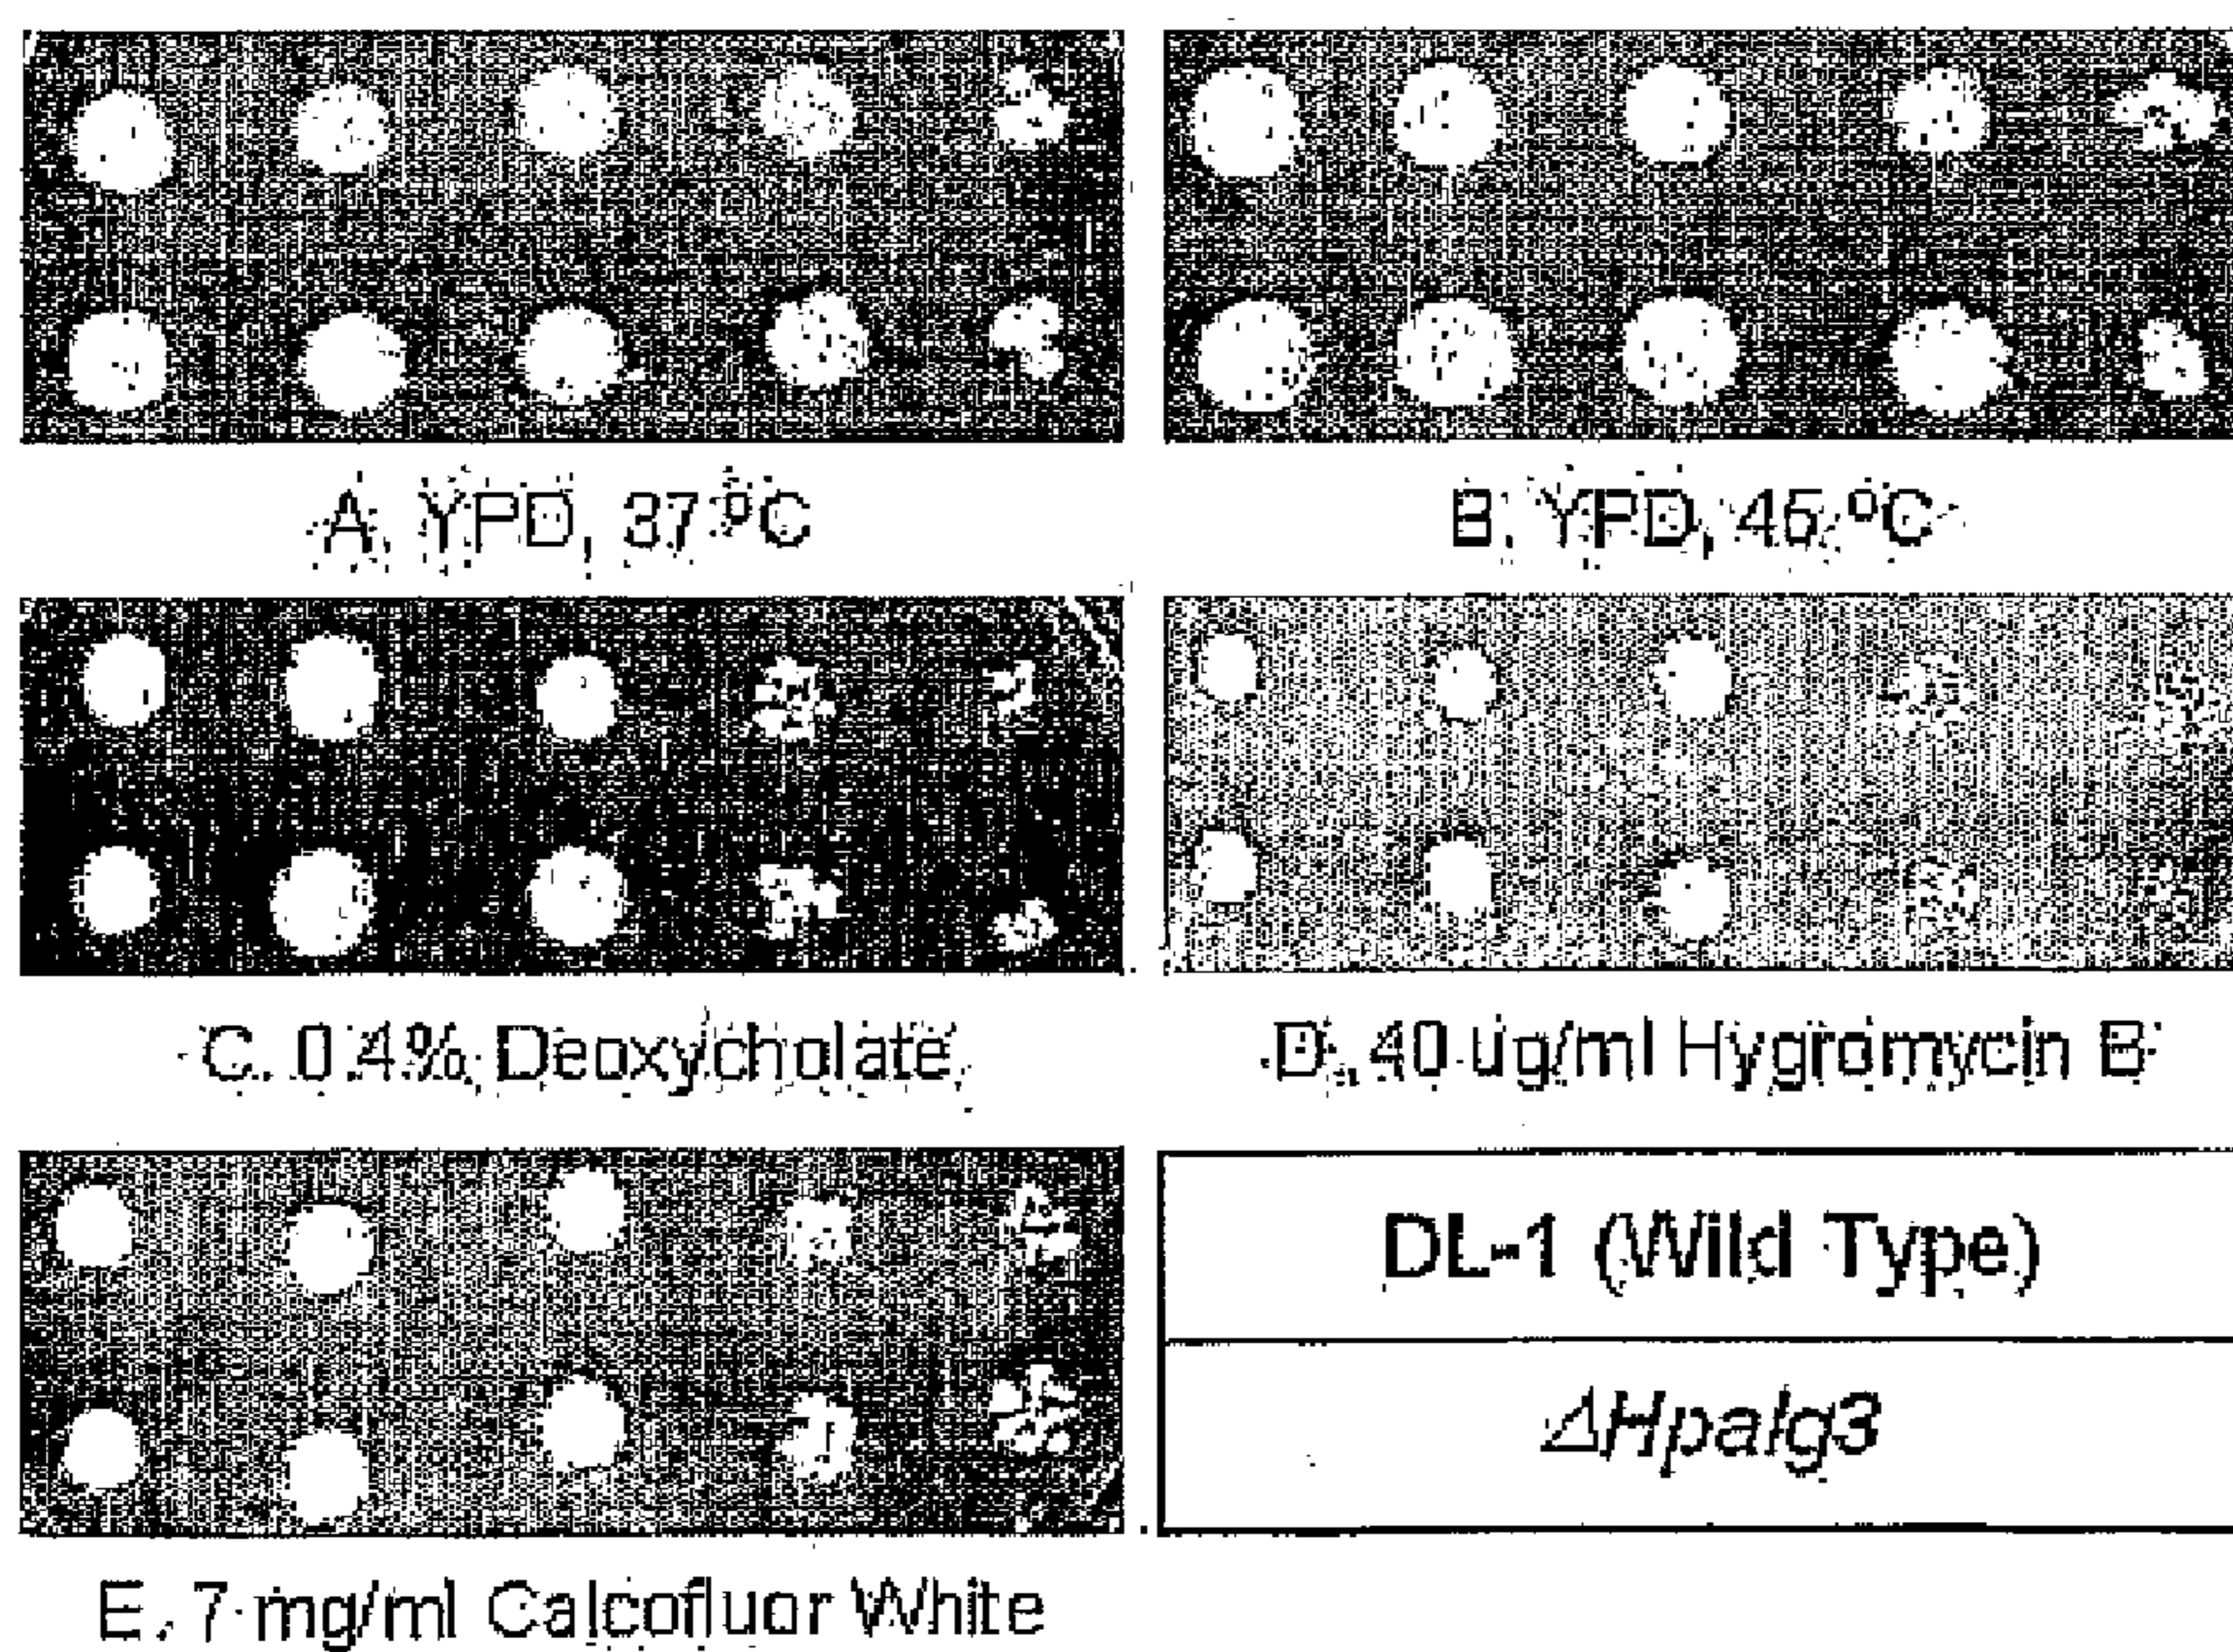 A. YPD, 37 ºC
B. YPD, 45 ºC
C. 0.4% Deoxycholate
D. 40 ug/ml Hygromycin B
DL-1 (Wild Type)
ΔHpalg3
E. 7 mg/ml Calcofluor White